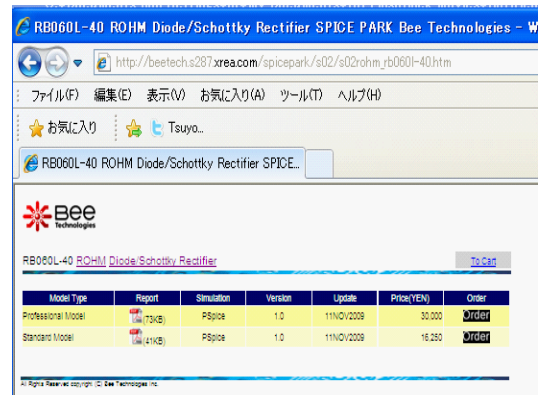 RB060L-40 ROHM Diode/Schottky Rectifier SPICE PARK Bee Technologies - W
http://beetech.s287.xrea.com/spicepark/s02/s02rohm_rb060l-40.htm
ファイル(F) 編集(E) 表示(V) お気に入り(A) ツール(T) ヘルプ(H)
お気に入り Tsuyo...
RB060L-40 ROHM Diode/Schottky Rectifier SPICE...
Bee
Technologies
RB060L-40 ROHM Diode/Schottky Rectifier To Cart
Model Type Report Simulation Version Update Price(YEN) Order
Professional Model (73KB) PSpice 1.0 11NOV2009 30,000 Order
Standard Model (41KB) PSpice 1.0 11NOV2009 16,250 Order
All Rights Reserved copyright (C) Bee Technologies Inc.